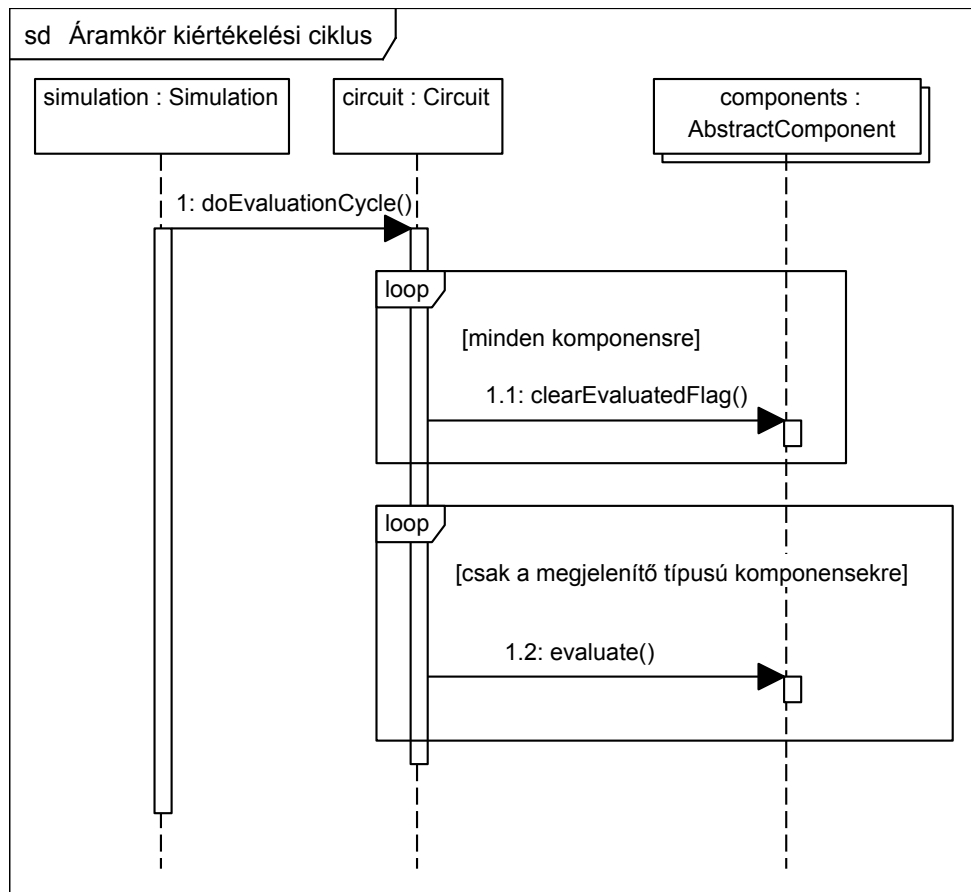 sd Áramkör kiértékelési ciklus
simulation : Simulation
circuit : Circuit
components :
AbstractComponent
1: doEvaluationCycle()
loop
[minden komponensre]
1.1: clearEvaluatedFlag()
loop
[csak a megjelenítő típusú komponensekre]
1.2: evaluate()